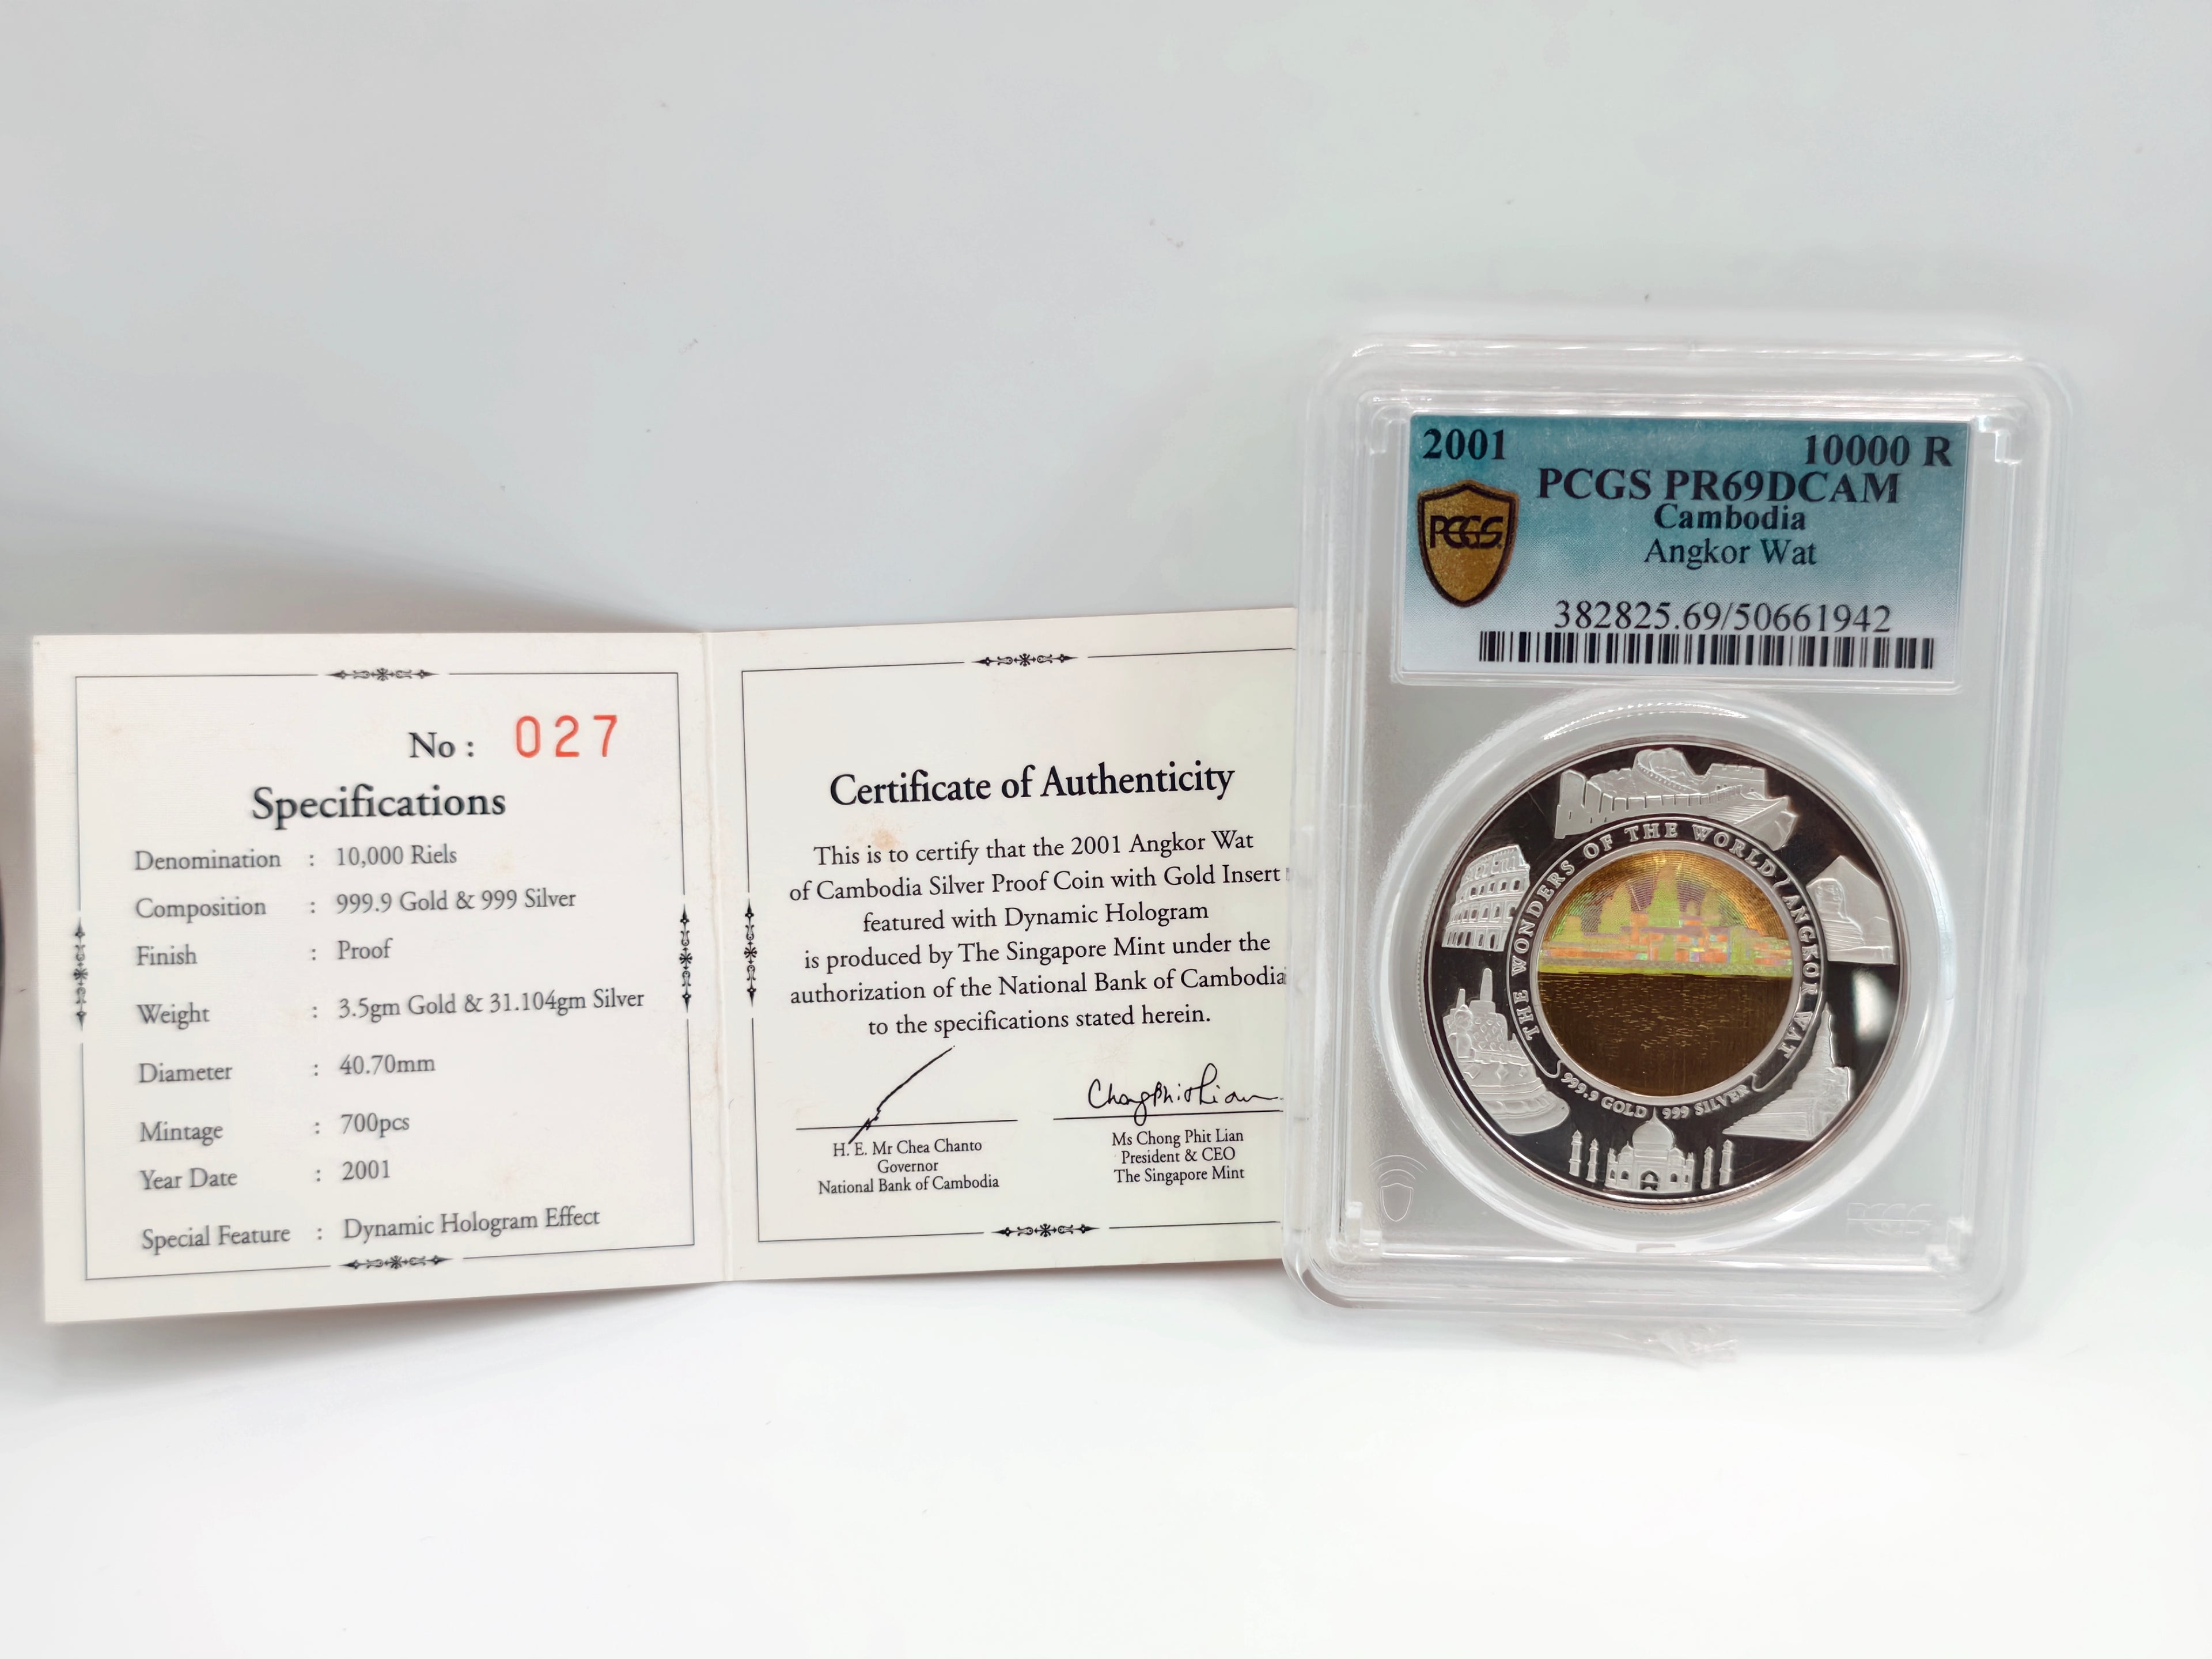 No : 027
Specifications
Denomination : 10,000 Riels
Composition : 999.9 Gold & 999 Silver
Finish : Proof
Weight : 3.5gm Gold & 31.104gm Silver
Diameter : 40.70mm
Mintage : 700pcs
Year Date : 2001
Special Feature : Dynamic Hologram Effect
Certificate of Authenticity
This is to certify that the 2001 Angkor Wat
of Cambodia Silver Proof Coin with Gold Insert
featured with Dynamic Hologram
is produced by The Singapore Mint under the
authorization of the National Bank of Cambodia
to the specifications stated herein.
Chong Phit Lian
H. E. Mr Chea Chanto
Governor
National Bank of Cambodia
Ms Chong Phit Lian
President & CEO
The Singapore Mint
2001 10000 R
PCGS PR69DCAM
PCGS
Cambodia
Angkor Wat
382825.69/50661942
THE WONDERS OF THE WORLD / ANGKOR WAT
999.9 GOLD 999 SILVER
PCGS